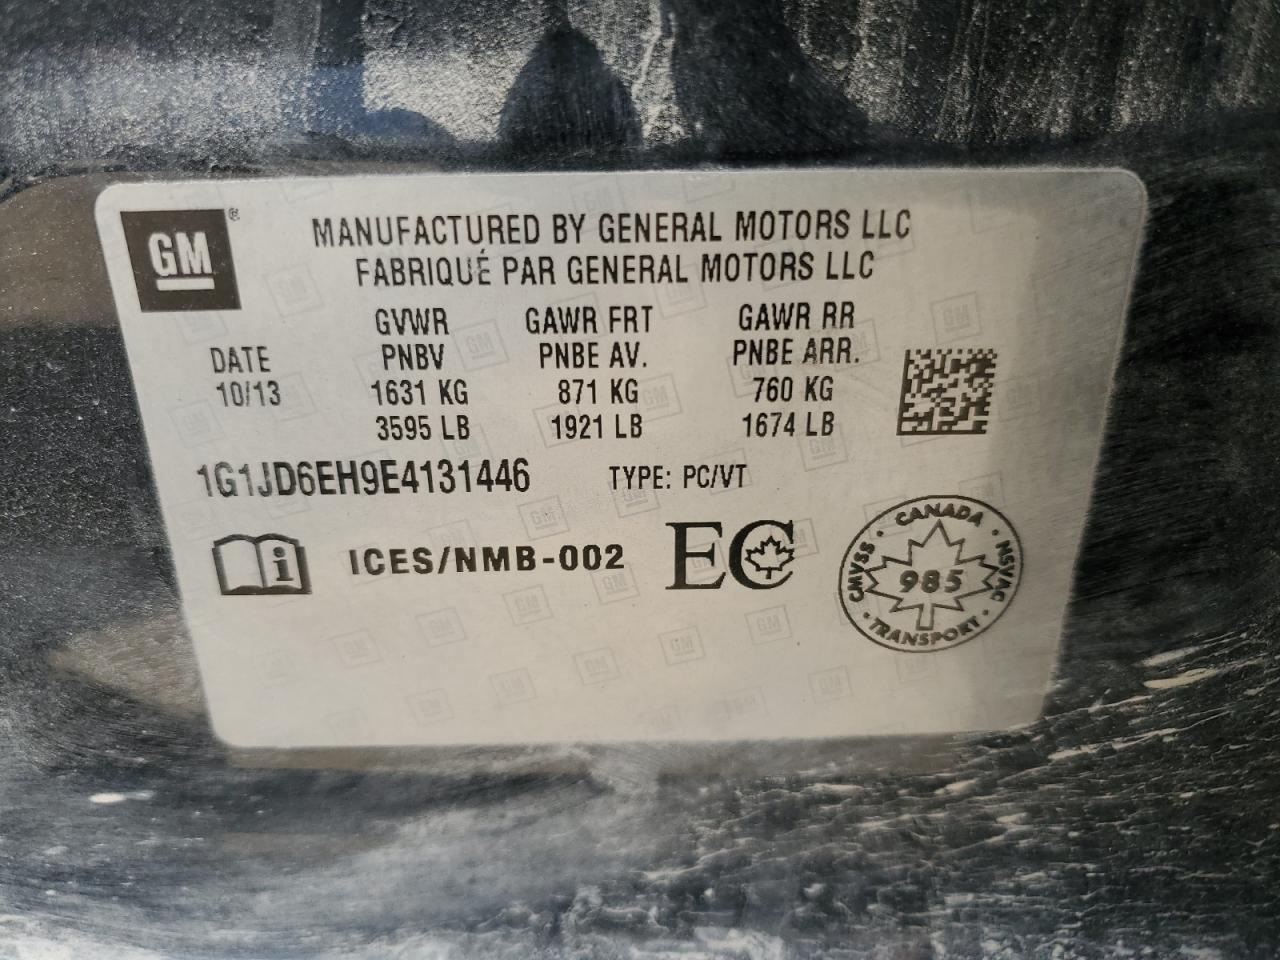 GM®
MANUFACTURED BY GENERAL MOTORS LLC
FABRIQUÉ PAR GENERAL MOTORS LLC
GVWR GAWR FRT GAWR RR
DATE PNBV PNBE AV. PNBE ARR.
10/13 1631 KG 871 KG 760 KG
3595 LB 1921 LB 1674 LB
1G1JD6EH9E4131446 TYPE: PC/VT
i ICES/NMB-002 EC
CANADA
CMVSS 985 NSVAC
TRANSPORT